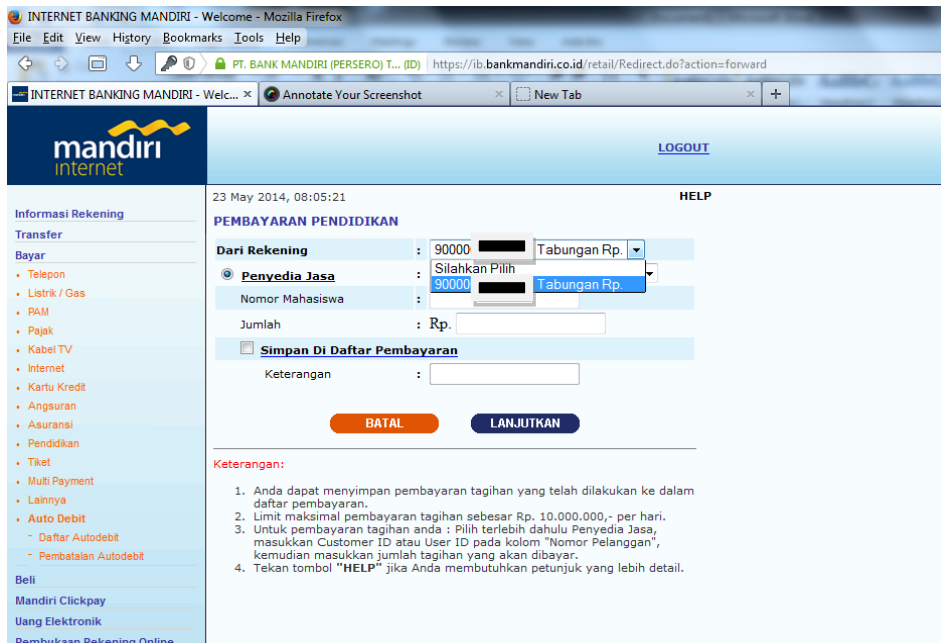 INTERNET BANKING MANDIRI - Welcome - Mozilla Firefox
File Edit View History Bookmarks Tools Help
PT. BANK MANDIRI (PERSERO) T... (ID) https://ib.bankmandiri.co.id/retail/Redirect.do?action=forward
INTERNET BANKING MANDIRI - Welc... × Annotate Your Screenshot × New Tab × +
mandiri
internet
LOGOUT
23 May 2014, 08:05:21 HELP
PEMBAYARAN PENDIDIKAN
Dari Rekening : 90000 Tabungan Rp.
Silahkan Pilih
90000 Tabungan Rp.
Penyedia Jasa :
Nomor Mahasiswa :
Jumlah : Rp.
Simpan Di Daftar Pembayaran
Keterangan :
BATAL LANJUTKAN
Keterangan:
1. Anda dapat menyimpan pembayaran tagihan yang telah dilakukan ke dalam
daftar pembayaran.
2. Limit maksimal pembayaran tagihan sebesar Rp. 10.000.000,- per hari.
3. Untuk pembayaran tagihan anda : Pilih terlebih dahulu Penyedia Jasa,
masukkan Customer ID atau User ID pada kolom "Nomor Pelanggan",
kemudian masukkan jumlah tagihan yang akan dibayar.
4. Tekan tombol "HELP" jika Anda membutuhkan petunjuk yang lebih detail.
Informasi Rekening
Transfer
Bayar
Telepon
Listrik / Gas
PAM
Pajak
Kabel TV
Internet
Kartu Kredit
Angsuran
Asuransi
Pendidikan
Tiket
Multi Payment
Lainnya
Auto Debit
- Daftar Autodebit
- Pembatalan Autodebit
Beli
Mandiri Clickpay
Uang Elektronik
Pembukaan Rekening Online